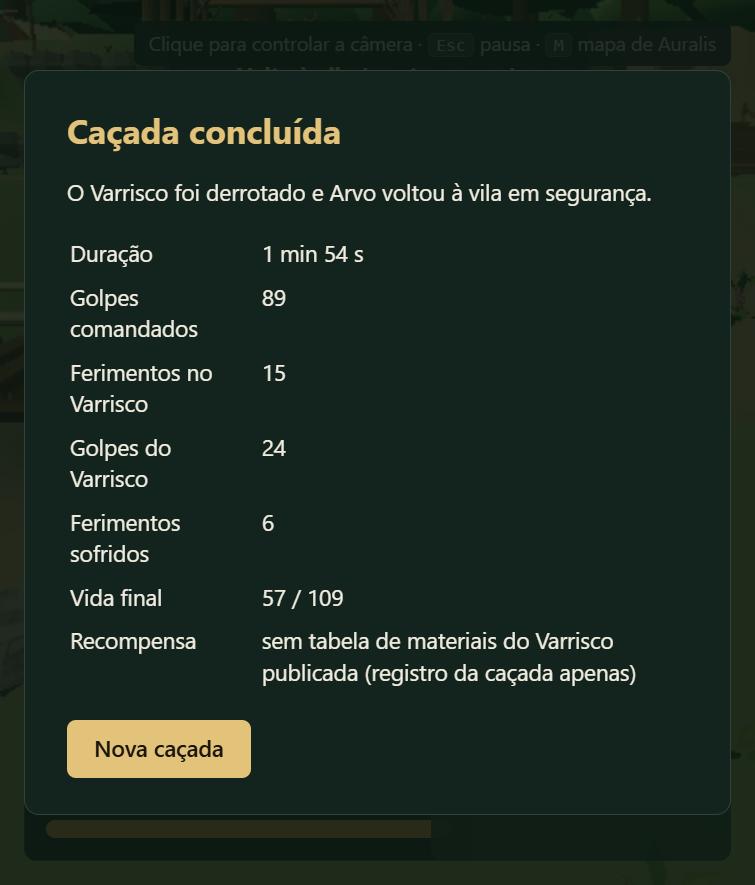 Clique para controlar a câmera · Esc pausa · M mapa de Auralis
Caçada concluída
O Varrisco foi derrotado e Arvo voltou à vila em segurança.
Duração 1 min 54 s
Golpes comandados 89
Ferimentos no Varrisco 15
Golpes do Varrisco 24
Ferimentos sofridos 6
Vida final 57 / 109
Recompensa sem tabela de materiais do Varrisco
publicada (registro da caçada apenas)
Nova caçada